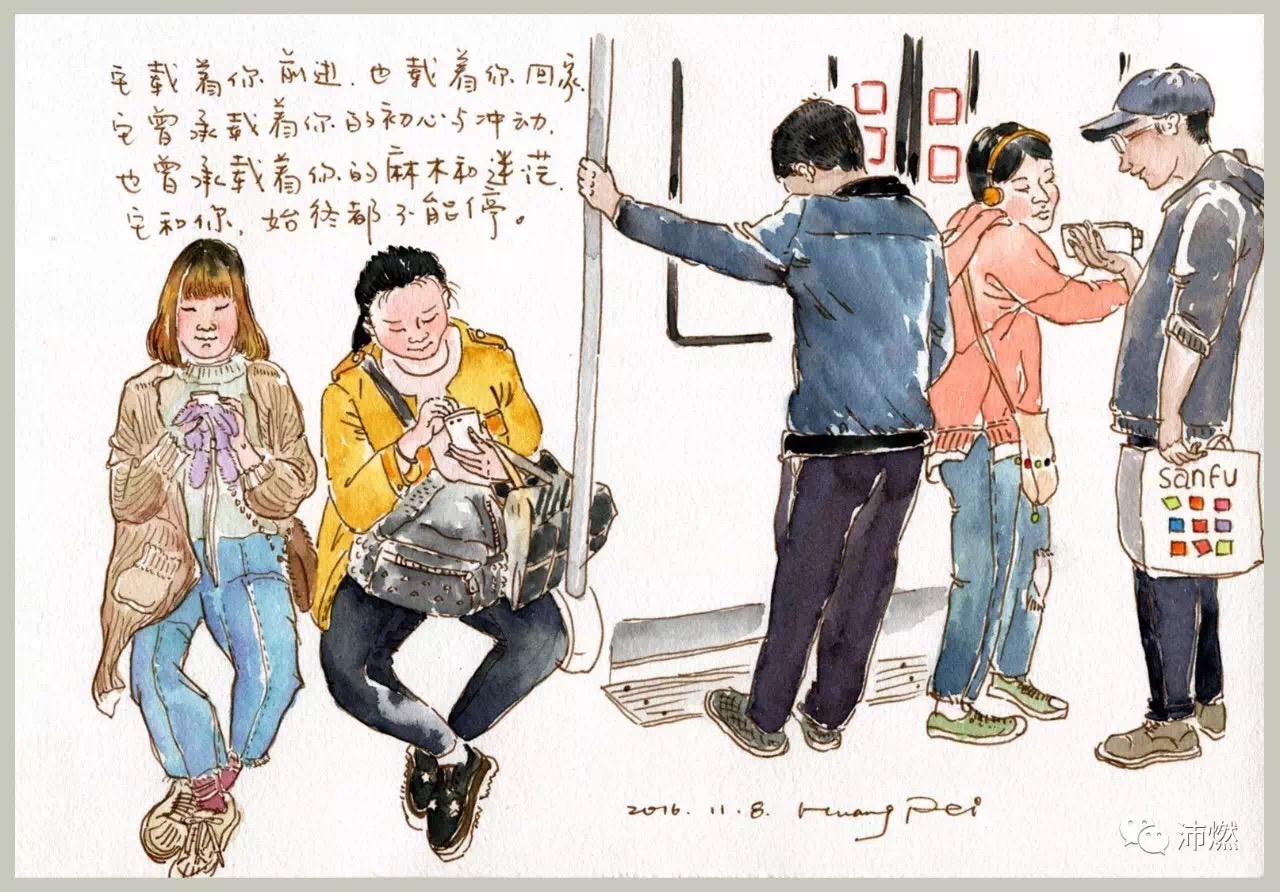 它载着你前进.也载着你回家.
它曾承载着你的初心与冲动.
也曾承载着你的麻木和迷茫.
它和你，始终都不能停。
sanfu
2016.11.8. Huang Pei
沛燃